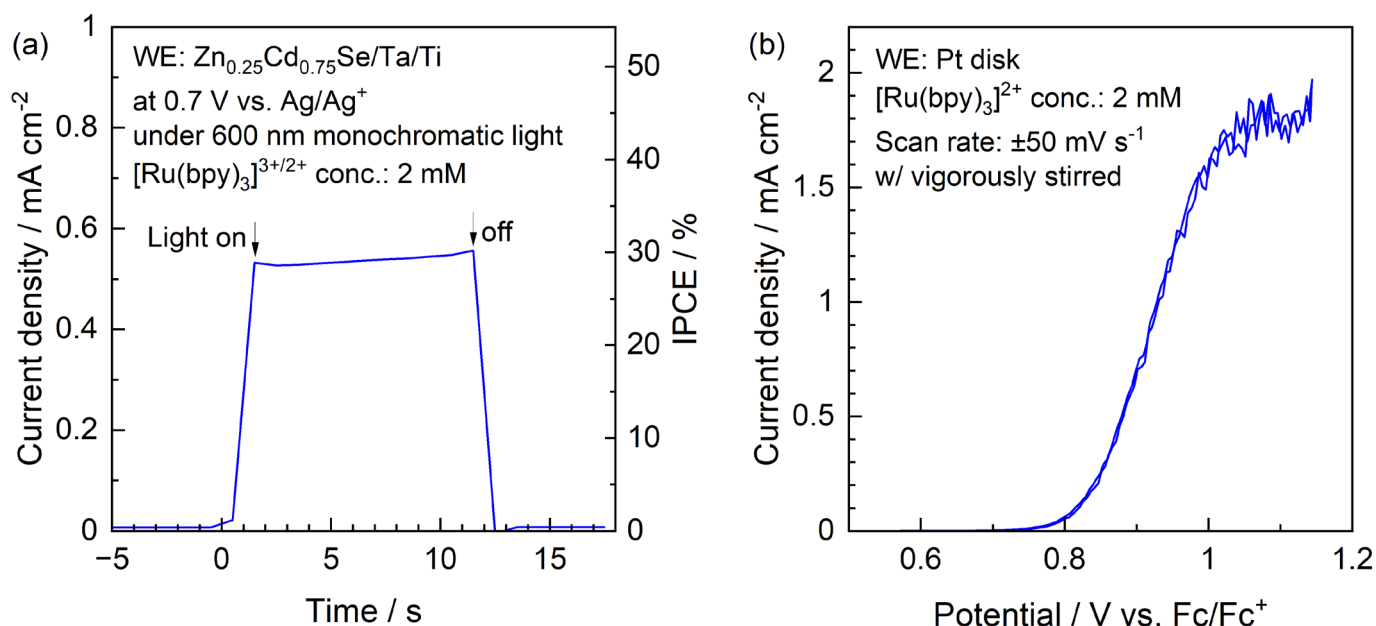 (a)
WE: Zn₀.₂₅Cd₀.₇₅Se/Ta/Ti
at 0.7 V vs. Ag/Ag⁺
under 600 nm monochromatic light
[Ru(bpy)₃]³⁺/²⁺ conc.: 2 mM
Light on
off
Current density / mA cm⁻²
1
0.8
0.6
0.4
0.2
0
IPCE / %
50
40
30
20
10
0
−5
0
5
10
15
Time / s
(b)
WE: Pt disk
[Ru(bpy)₃]²⁺ conc.: 2 mM
Scan rate: ±50 mV s⁻¹
w/ vigorously stirred
Current density / mA cm⁻²
2
1.5
1
0.5
0
0.6
0.8
1
1.2
Potential / V vs. Fc/Fc⁺